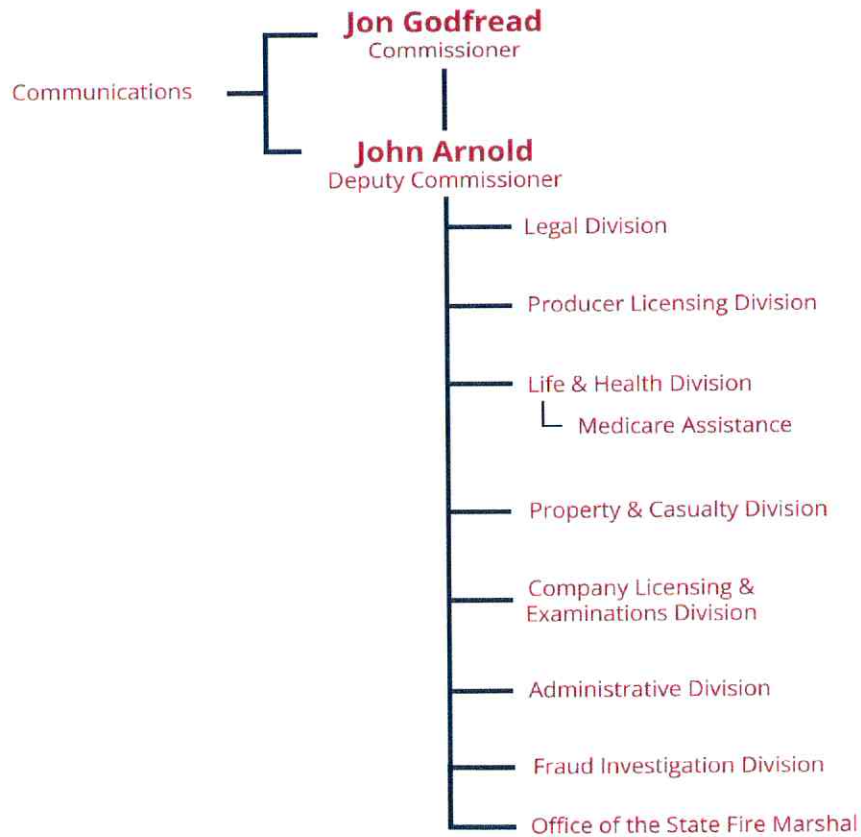 Jon Godfread
Commissioner
Communications
John Arnold
Deputy Commissioner
Legal Division
Producer Licensing Division
Life & Health Division
Medicare Assistance
Property & Casualty Division
Company Licensing &
Examinations Division
Administrative Division
Fraud Investigation Division
Office of the State Fire Marshal